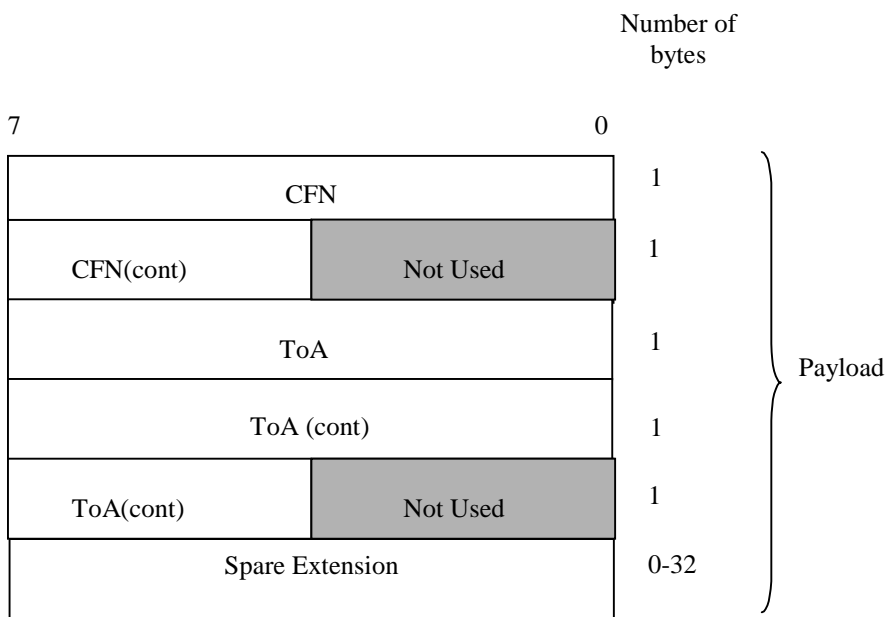 Number of
bytes
7 0
CFN 1
CFN(cont) Not Used 1
ToA 1
Payload
ToA (cont) 1
ToA(cont) Not Used 1
Spare Extension 0-32